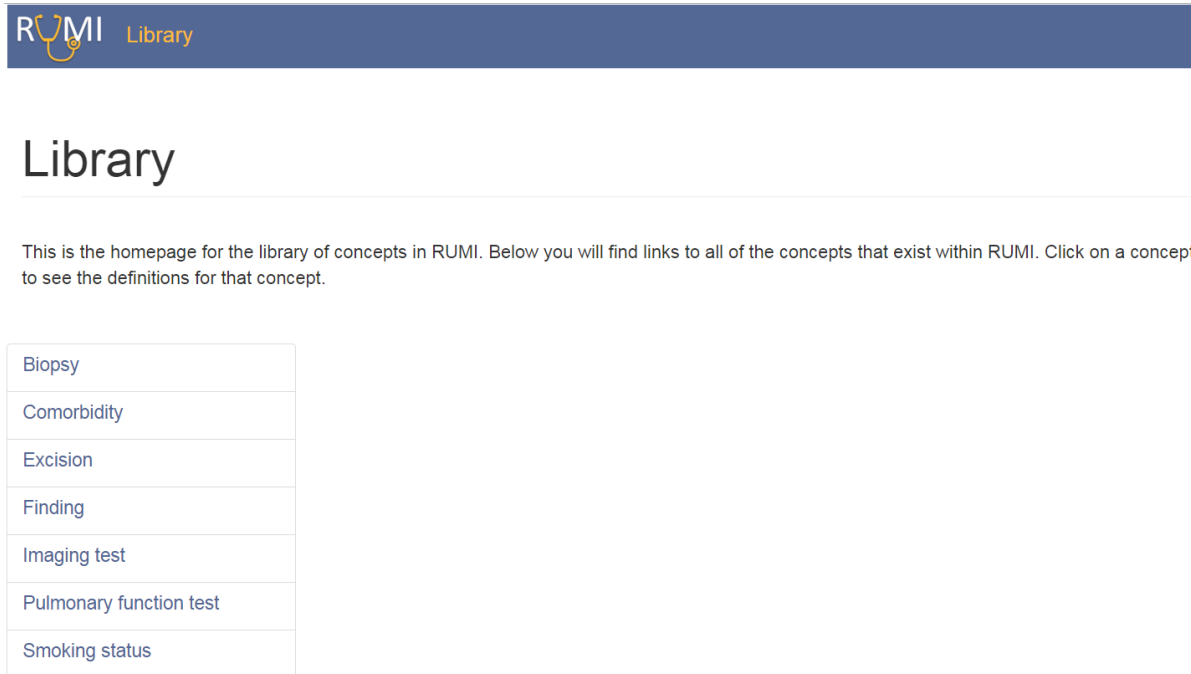 RUMI Library
Library
This is the homepage for the library of concepts in RUMI. Below you will find links to all of the concepts that exist within RUMI. Click on a concept
to see the definitions for that concept.
Biopsy
Comorbidity
Excision
Finding
Imaging test
Pulmonary function test
Smoking status